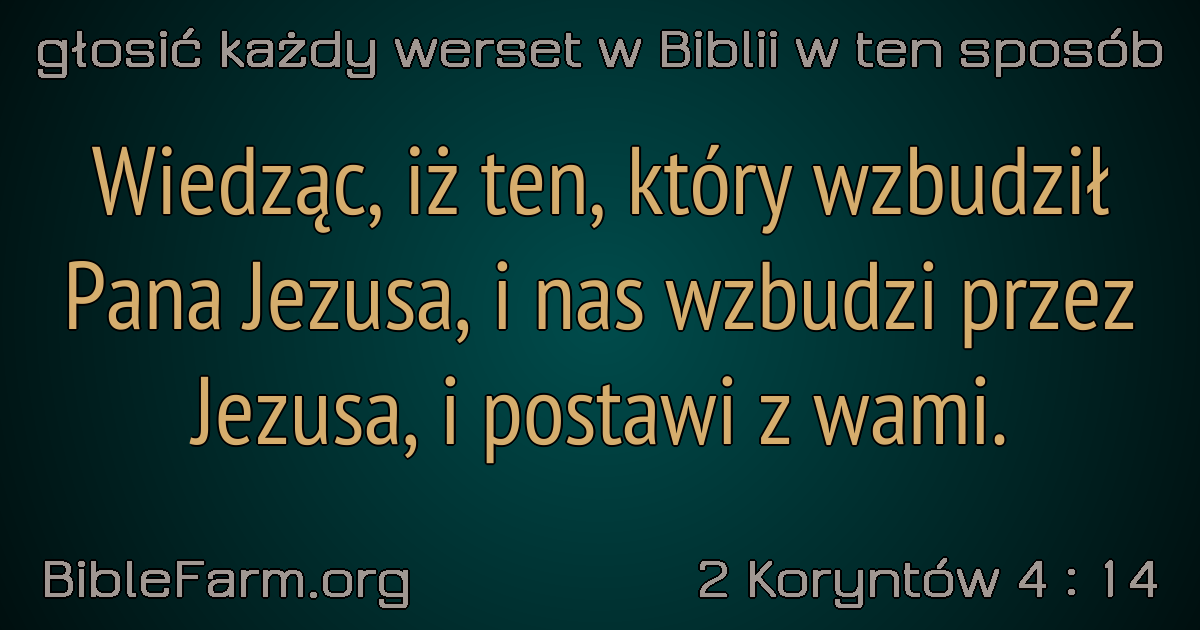 głosić każdy werset w Biblii w ten sposób
Wiedząc, iż ten, który wzbudził
Pana Jezusa, i nas wzbudzi przez
Jezusa, i postawi z wami.
BibleFarm.org
2 Koryntów 4 : 14